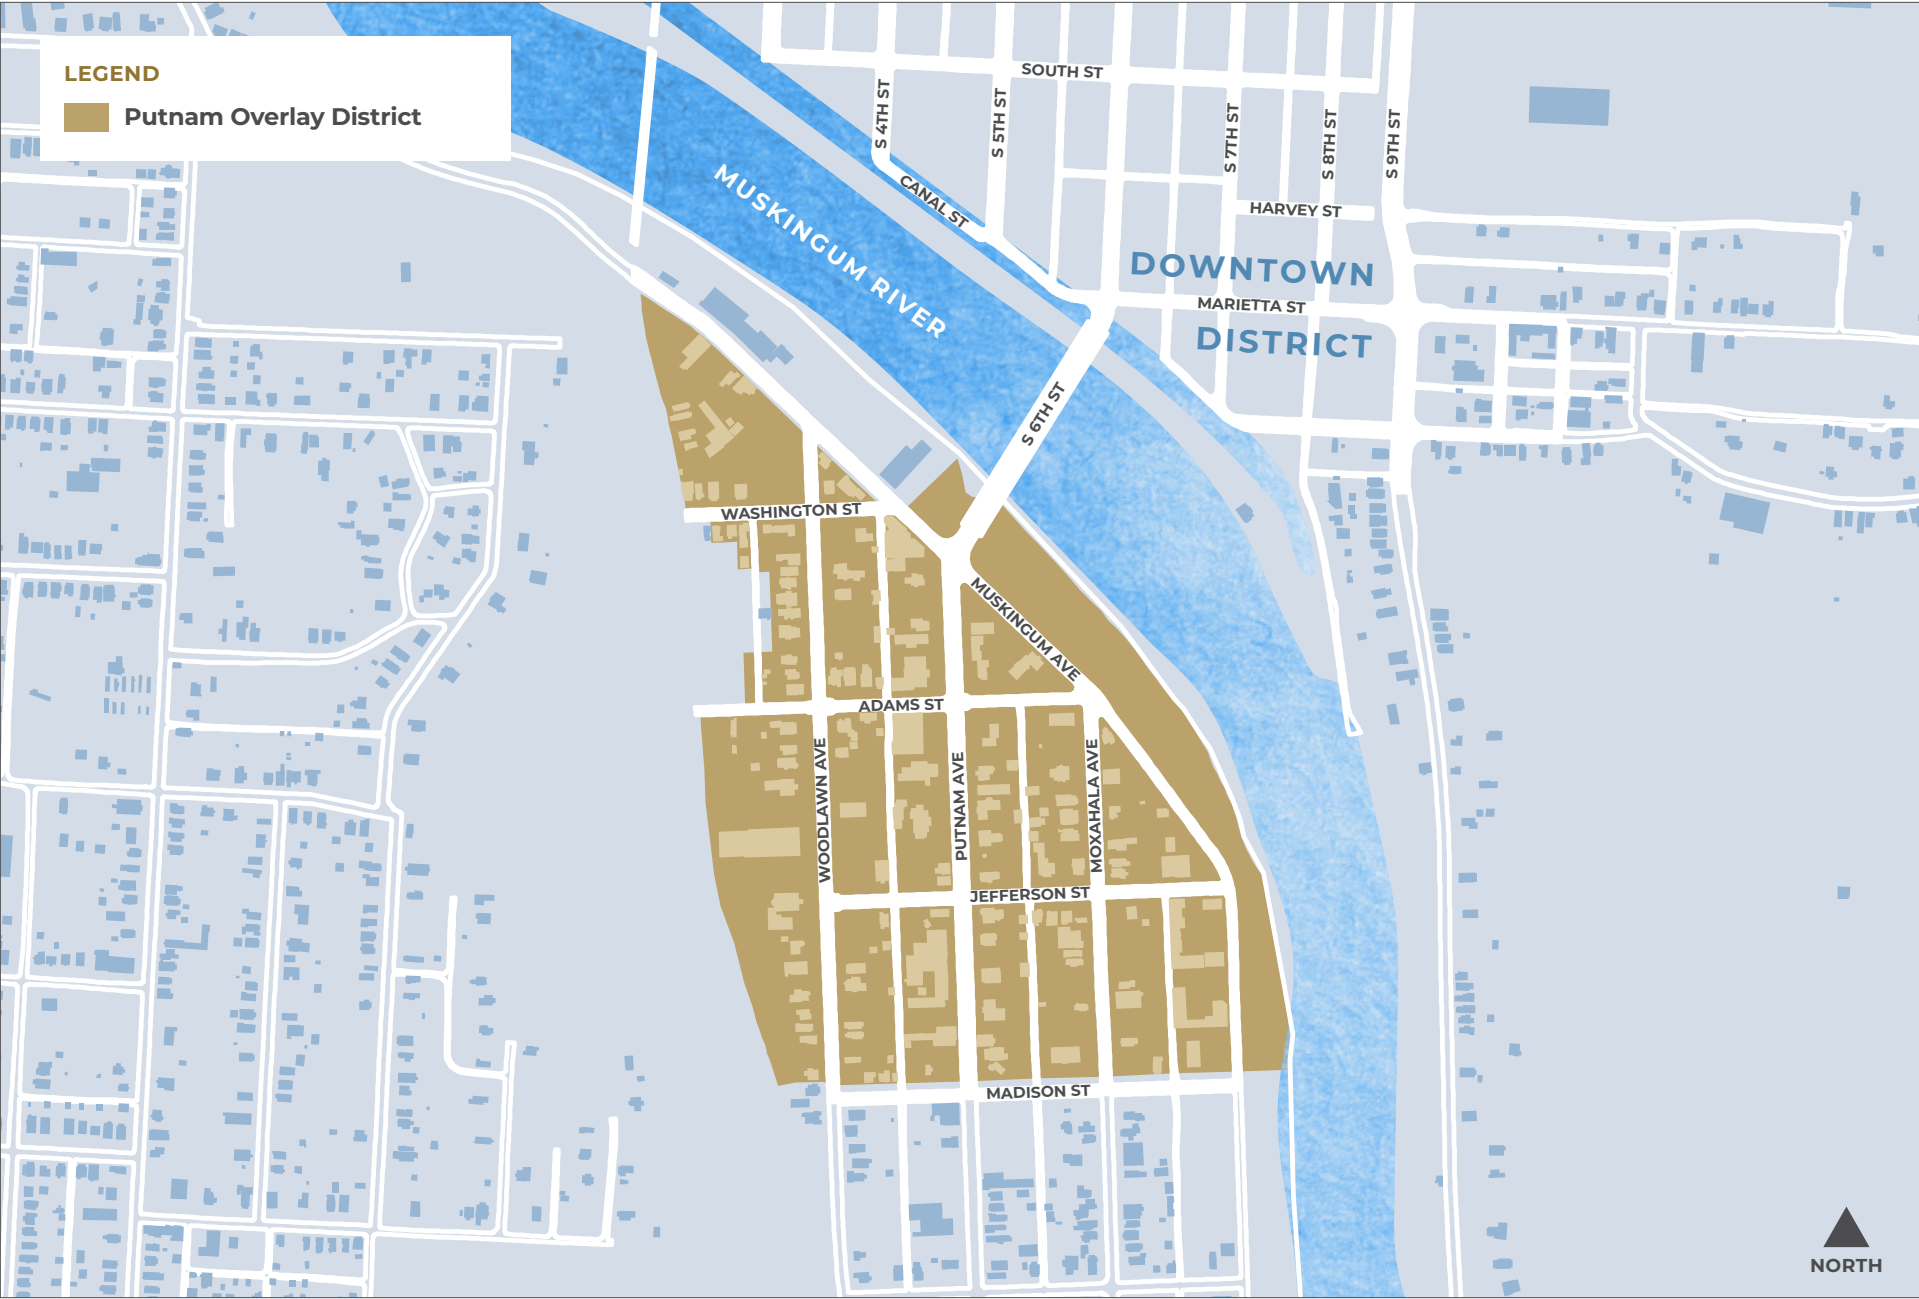 LEGEND
Putnam Overlay District
SOUTH ST
S 4TH ST
S 5TH ST
S 7TH ST
S 8TH ST
S 9TH ST
CANAL ST
HARVEY ST
MUSKINGUM RIVER
DOWNTOWN
MARIETTA ST
DISTRICT
S 6TH ST
WASHINGTON ST
MUSKINGUM AVE
ADAMS ST
WOODLAWN AVE
PUTNAM AVE
MOXAHALA AVE
JEFFERSON ST
MADISON ST
NORTH